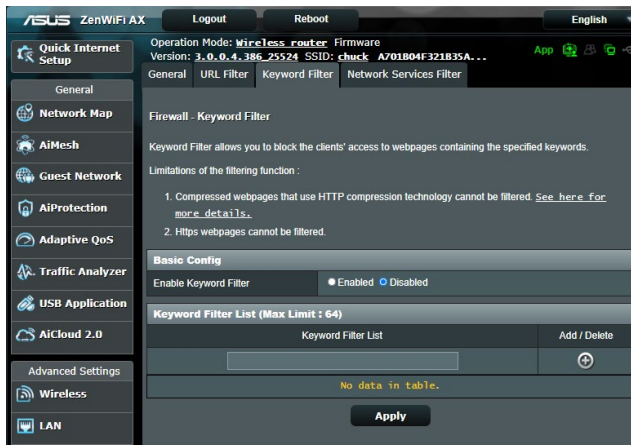 ASUS ZenWiFi AX Logout Reboot English
Operation Mode: Wireless router Firmware
Version: 3.0.0.4.386_25524 SSID: chuck A701B04F321B35A... App
Quick Internet Setup
General URL Filter Keyword Filter Network Services Filter
General
Network Map
AiMesh
Guest Network
AiProtection
Adaptive QoS
Traffic Analyzer
USB Application
AiCloud 2.0
Advanced Settings
Wireless
LAN
Firewall - Keyword Filter
Keyword Filter allows you to block the clients' access to webpages containing the specified keywords.
Limitations of the filtering function :
1. Compressed webpages that use HTTP compression technology cannot be filtered. See here for
more details.
2. Https webpages cannot be filtered.
Basic Config
Enable Keyword Filter Enabled Disabled
Keyword Filter List (Max Limit : 64)
Keyword Filter List Add / Delete
No data in table.
Apply